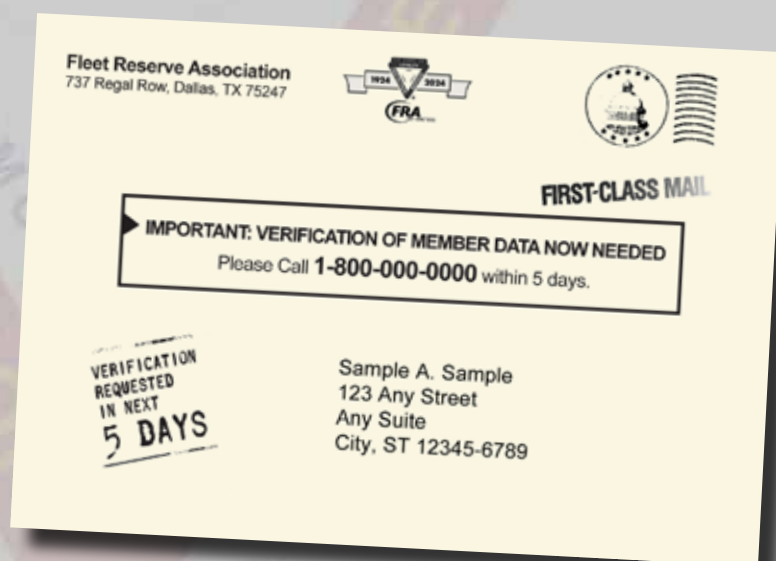 Fleet Reserve Association
737 Regal Row, Dallas, TX 75247
1924 2024
FRA
FIRST-CLASS MAIL
IMPORTANT: VERIFICATION OF MEMBER DATA NOW NEEDED
Please Call 1-800-000-0000 within 5 days.
VERIFICATION
REQUESTED
IN NEXT
5 DAYS
Sample A. Sample
123 Any Street
Any Suite
City, ST 12345-6789